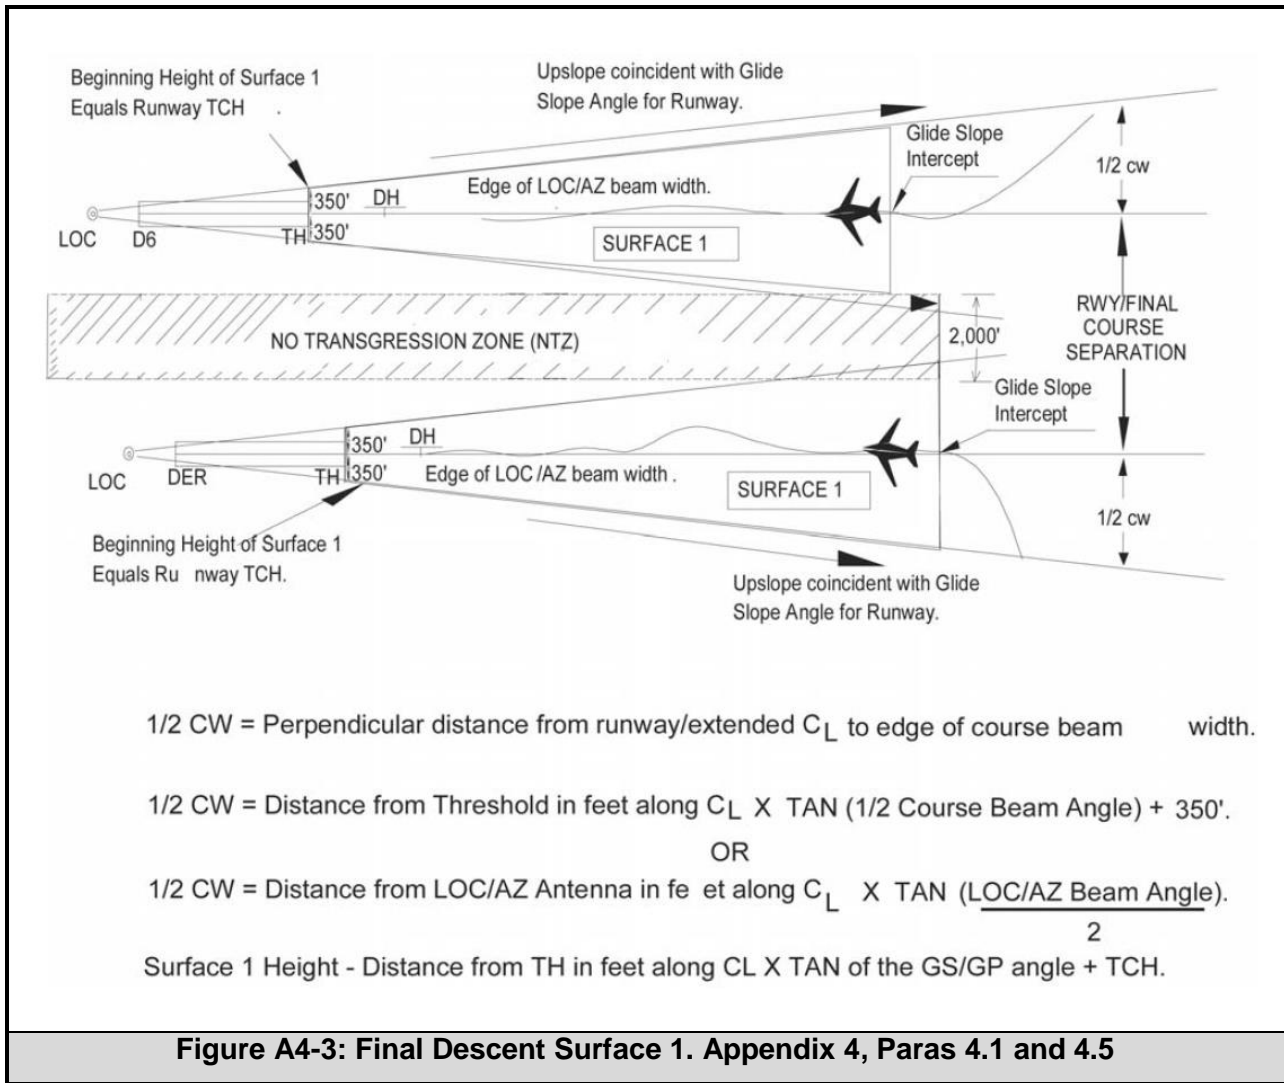 Beginning Height of Surface 1
Equals Runway TCH .
Upslope coincident with Glide
Slope Angle for Runway.
Glide Slope
Intercept
1/2 cw
Edge of LOC/AZ beam width.
350'
DH
350'
LOC
D6
TH
SURFACE 1
NO TRANSGRESSION ZONE (NTZ)
2,000'
RWY/FINAL
COURSE
SEPARATION
Glide Slope
Intercept
350'
DH
350'
LOC
DER
TH
Edge of LOC/AZ beam width .
SURFACE 1
1/2 cw
Beginning Height of Surface 1
Equals Ru nway TCH.
Upslope coincident with Glide
Slope Angle for Runway.
1/2 CW = Perpendicular distance from runway/extended CL to edge of course beam width.
1/2 CW = Distance from Threshold in feet along CL X TAN (1/2 Course Beam Angle) + 350'.
OR
1/2 CW = Distance from LOC/AZ Antenna in fe et along CL X TAN (LOC/AZ Beam Angle).
2
Surface 1 Height - Distance from TH in feet along CL X TAN of the GS/GP angle + TCH.
Figure A4-3: Final Descent Surface 1. Appendix 4, Paras 4.1 and 4.5